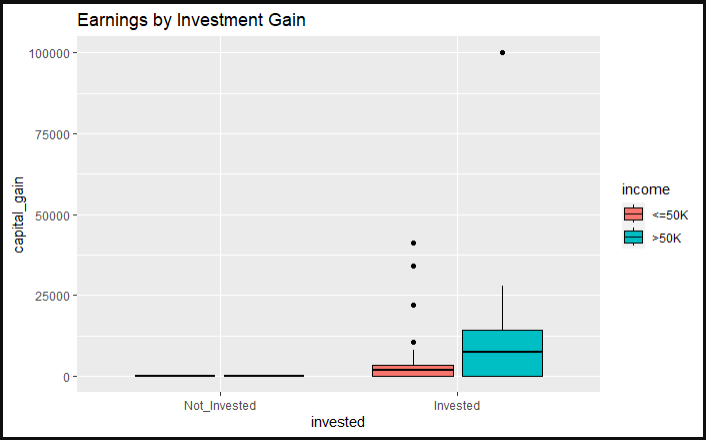 Earnings by Investment Gain
100000
75000
50000
25000
0
capital_gain
Not_Invested
Invested
invested
income
<=50K
>50K